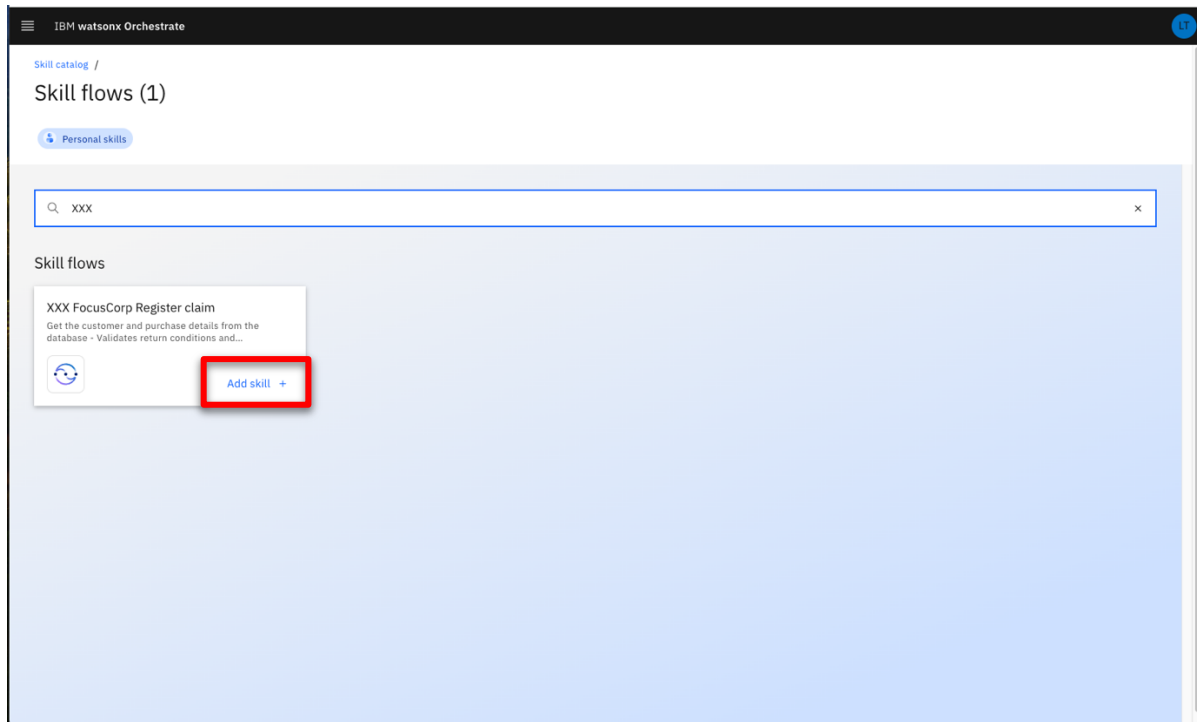 IBM watsonx Orchestrate
LT
Skill catalog /
Skill flows (1)
Personal skills
XXX
×
Skill flows
XXX FocusCorp Register claim
Get the customer and purchase details from the
database - Validates return conditions and...
Add skill +